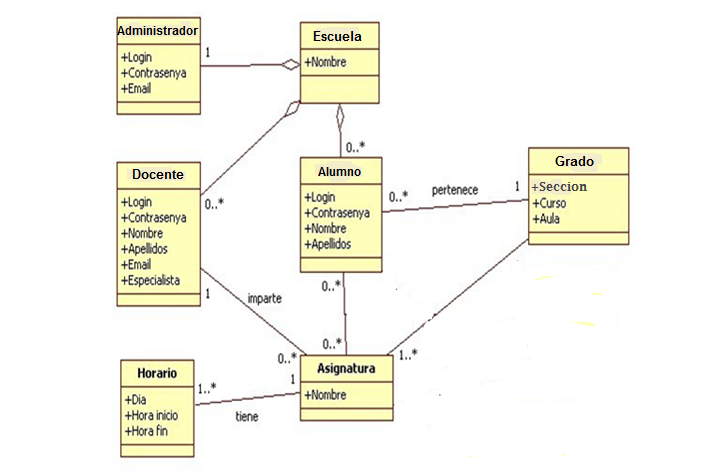 Administrador
+Login
+Contrasenya
+Email
1
Escuela
+Nombre
Docente
+Login
+Contrasenya
+Nombre
+Apellidos
+Email
+Especialista
0..*
1
0..*
Alumno
+Login
+Contrasenya
+Nombre
+Apellidos
0..*
pertenece
1
Grado
+Seccion
+Curso
+Aula
imparte
0..*
0..*
0..*
1..*
Horario
+Dia
+Hora inicio
+Hora fin
1..*
tiene
1
Asignatura
+Nombre